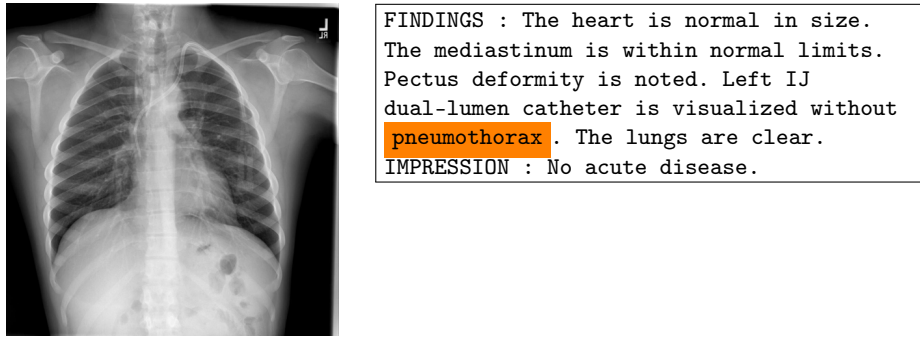 L
FINDINGS : The heart is normal in size.
The mediastinum is within normal limits.
Pectus deformity is noted. Left IJ
dual-lumen catheter is visualized without
pneumothorax . The lungs are clear.
IMPRESSION : No acute disease.